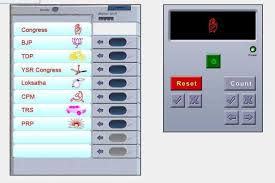 Congress
BJP
TDP
YSR Congress
Loksatha
CPM
TRS
PRP
Reset
Count